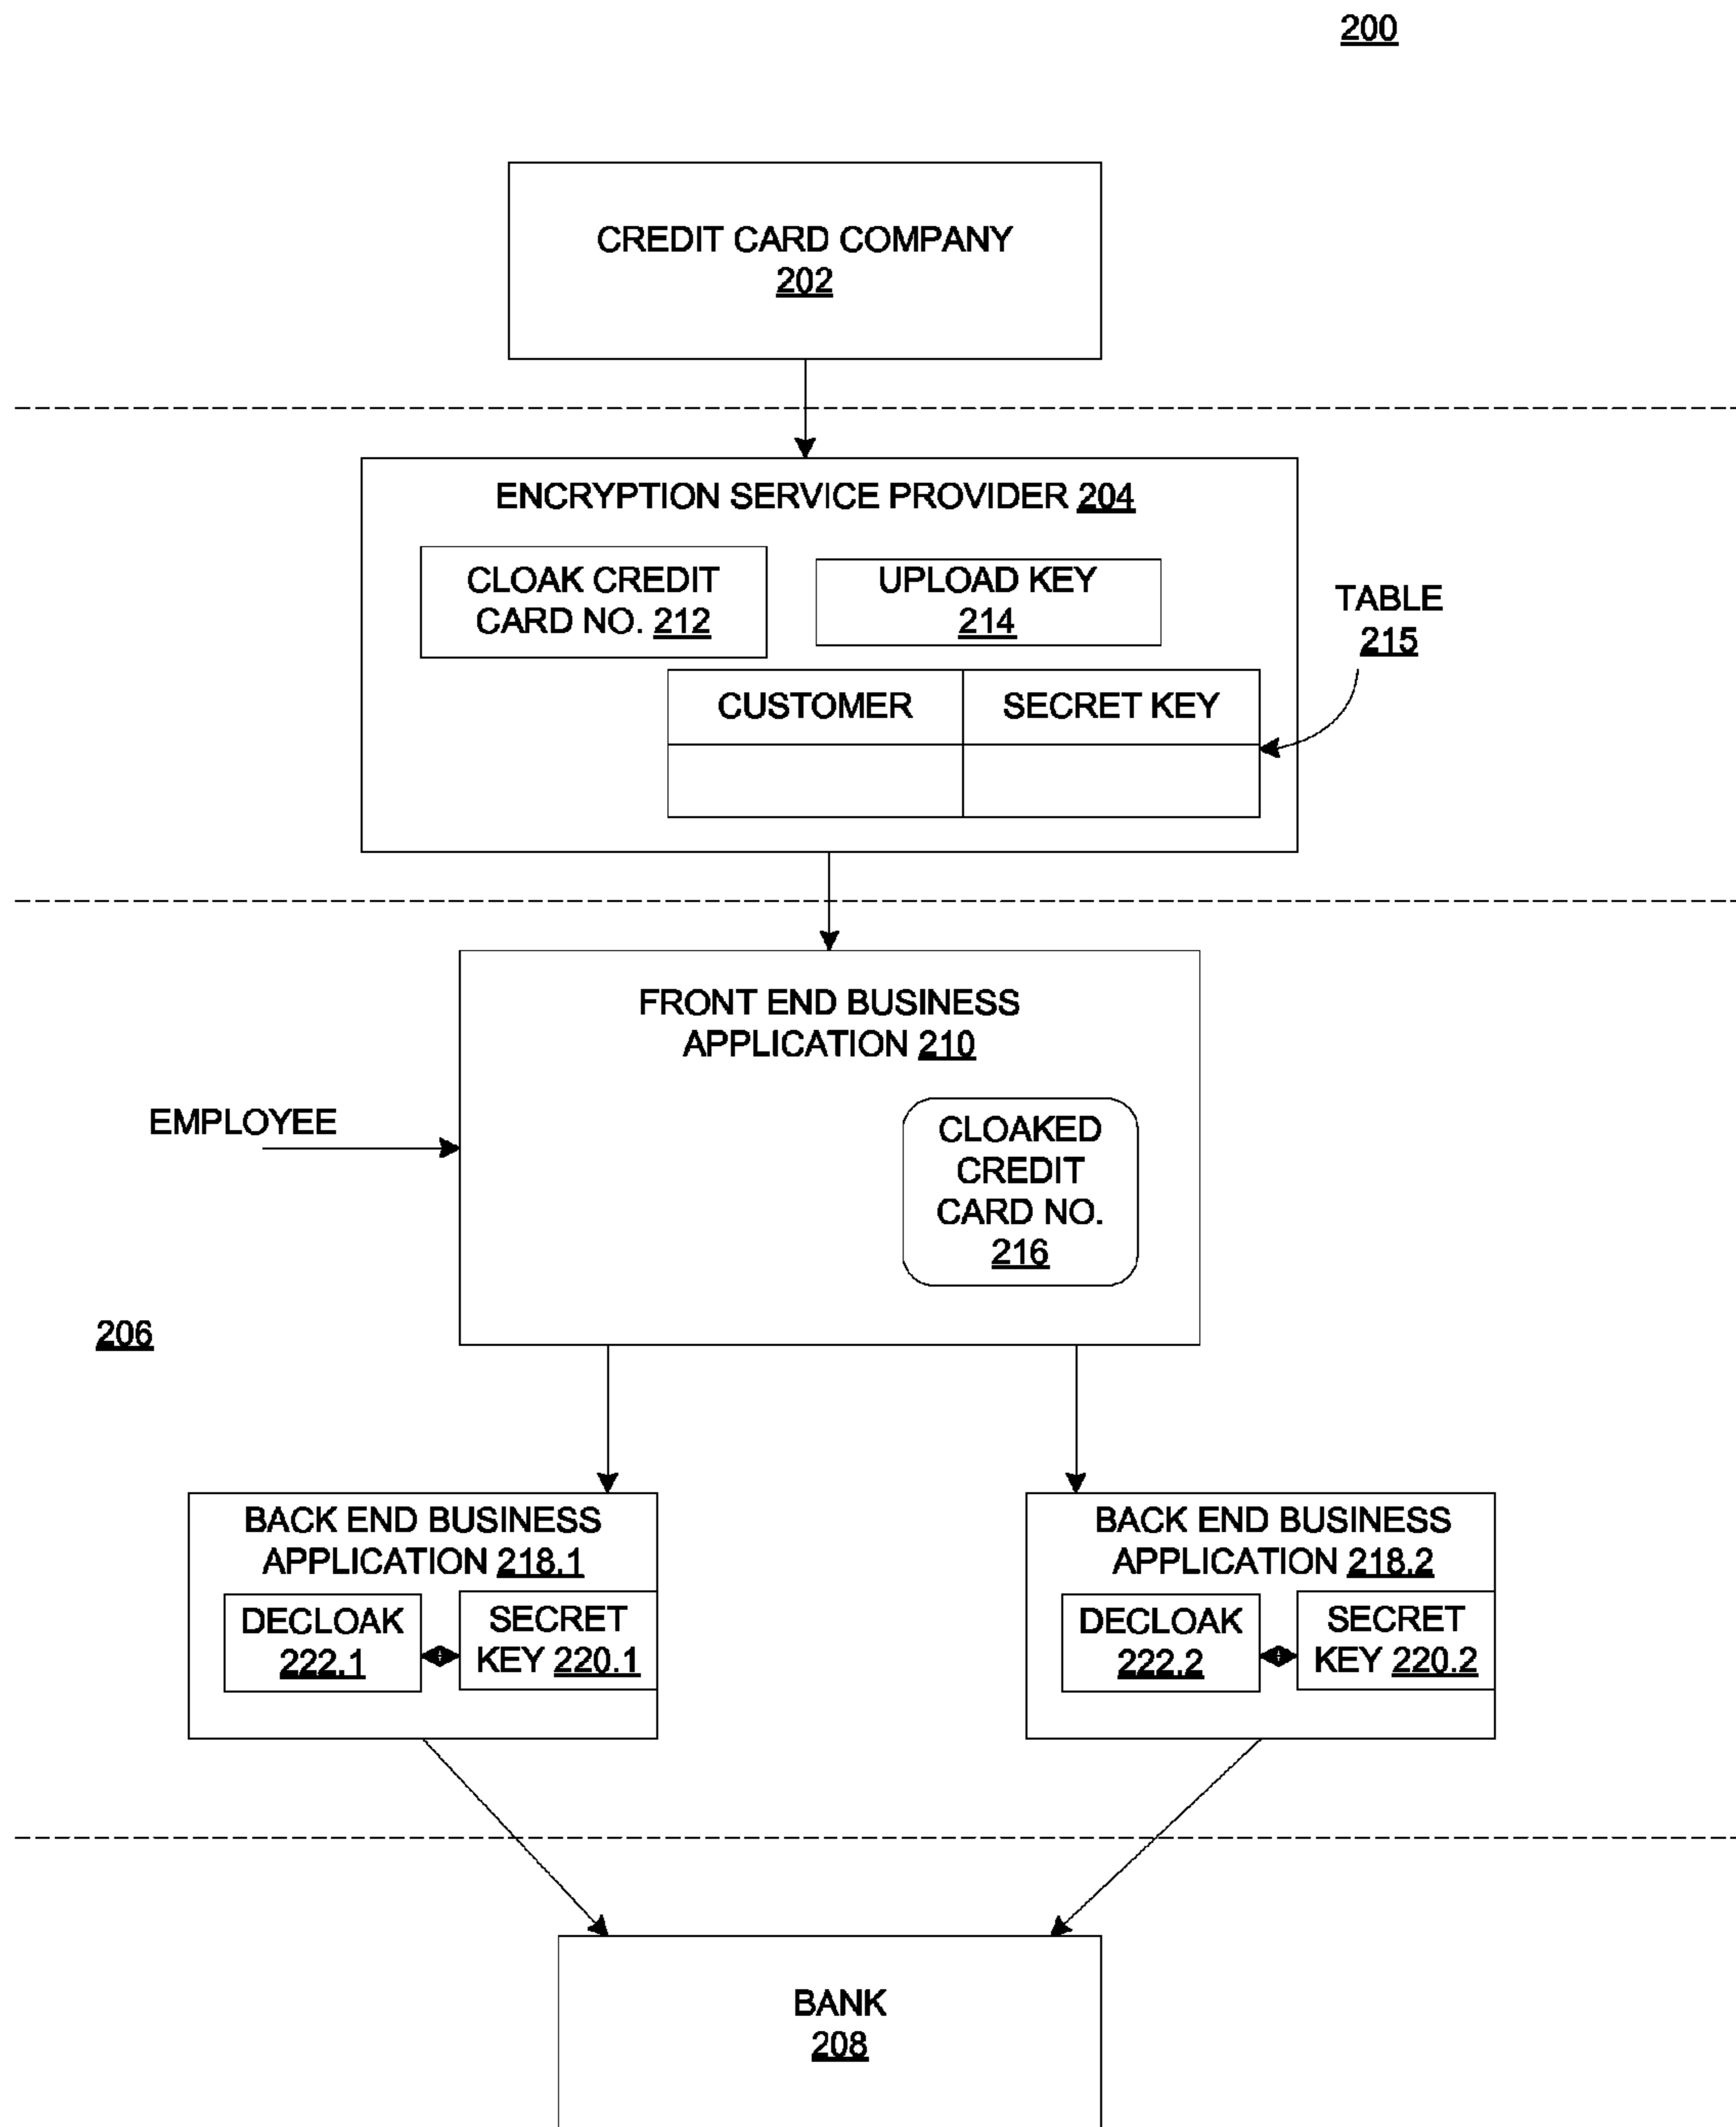 200
CREDIT CARD COMPANY
202
ENCRYPTION SERVICE PROVIDER 204
CLOAK CREDIT
CARD NO. 212
UPLOAD KEY
214
TABLE
215
CUSTOMER
SECRET KEY
FRONT END BUSINESS
APPLICATION 210
EMPLOYEE
CLOAKED
CREDIT
CARD NO.
216
206
BACK END BUSINESS
APPLICATION 218.1
DECLOAK
222.1
SECRET
KEY 220.1
BACK END BUSINESS
APPLICATION 218.2
DECLOAK
222.2
SECRET
KEY 220.2
BANK
208